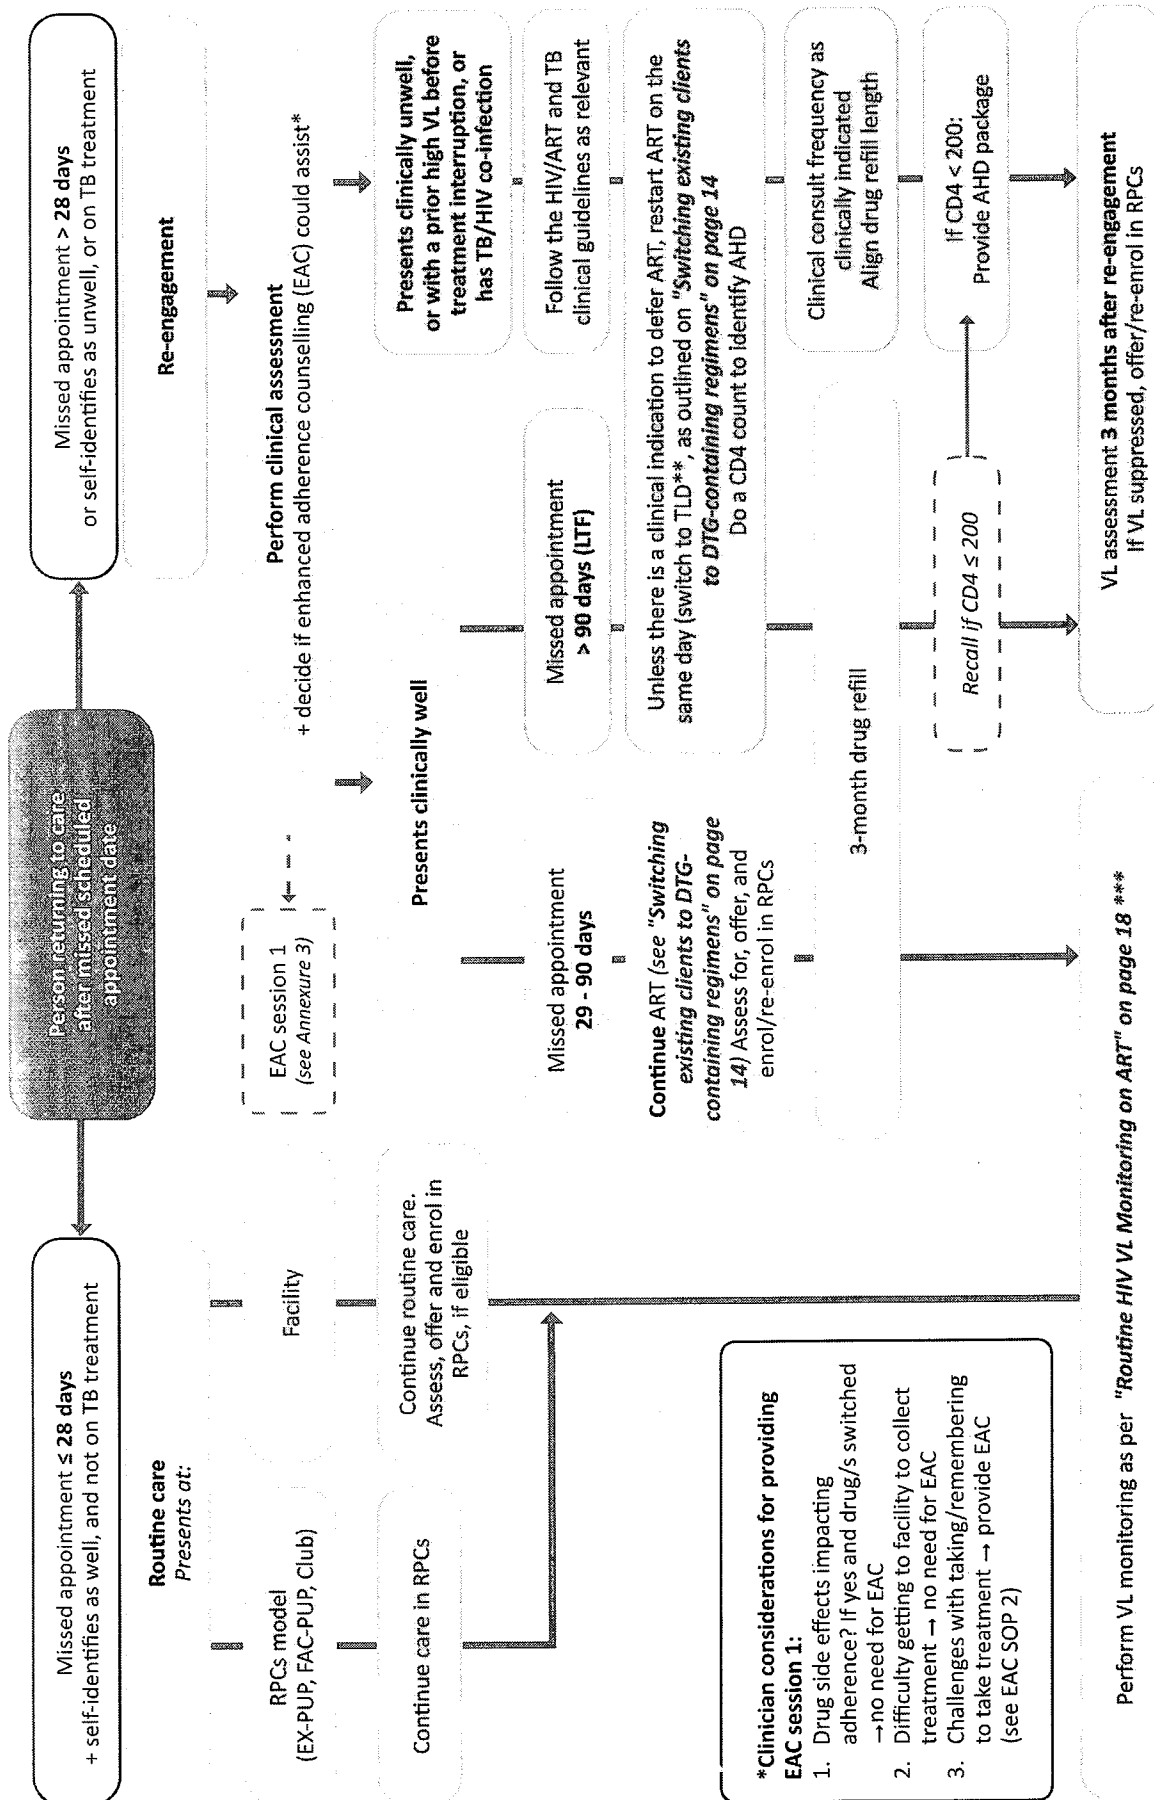 Person returning to care
after missed scheduled
appointment date
Missed appointment ≤ 28 days
+ self-identifies as well, and not on TB treatment
Missed appointment > 28 days
or self-identifies as unwell, or on TB treatment
Routine care
Presents at:
RPCs model
(EX-PUP, FAC-PUP, Club)
Facility
Continue care in RPCs
Continue routine care.
Assess, offer and enrol in
RPCs, if eligible
Re-engagement
Perform clinical assessment
+ decide if enhanced adherence counselling (EAC) could assist*
EAC session 1
(see Annexure 3)
Presents clinically well
Presents clinically unwell,
or with a prior high VL before
treatment interruption, or
has TB/HIV co-infection
Missed appointment
29 - 90 days
Missed appointment
> 90 days (LTF)
Follow the HIV/ART and TB
clinical guidelines as relevant
Continue ART (see "Switching
existing clients to DTG-
containing regimens" on page
14) Assess for, offer, and
enrol/re-enrol in RPCs
Unless there is a clinical indication to defer ART, restart ART on the
same day (switch to TLD**, as outlined on "Switching existing clients
to DTG-containing regimens" on page 14
Do a CD4 count to identify AHD
3-month drug refill
Clinical consult frequency as
clinically indicated
Align drug refill length
Recall if CD4 ≤ 200
If CD4 < 200:
Provide AHD package
*Clinician considerations for providing
EAC session 1:
1. Drug side effects impacting
adherence? If yes and drug/s switched
→no need for EAC
2. Difficulty getting to facility to collect
treatment → no need for EAC
3. Challenges with taking/remembering
to take treatment → provide EAC
(see EAC SOP 2)
Perform VL monitoring as per "Routine HIV VL Monitoring on ART" on page 18 ***
VL assessment 3 months after re-engagement
If VL suppressed, offer/re-enrol in RPCs